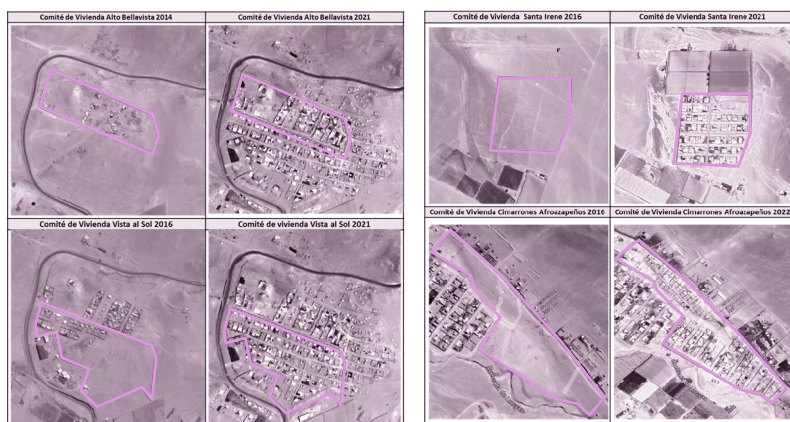 Comité de Vivienda Alto Bellavista 2014
Comité de Vivienda Alto Bellavista 2021
Comité de Vivienda Vista al Sol 2016
Comité de vivienda Vista al Sol 2021
Comité de Vivienda Santa Irene 2016
Comité de Vivienda Santa Irene 2021
Comité de Vivienda Cimarrones Afroazapeños 2016
Comité de Vivienda Cimarrones Afroazapeños 2022